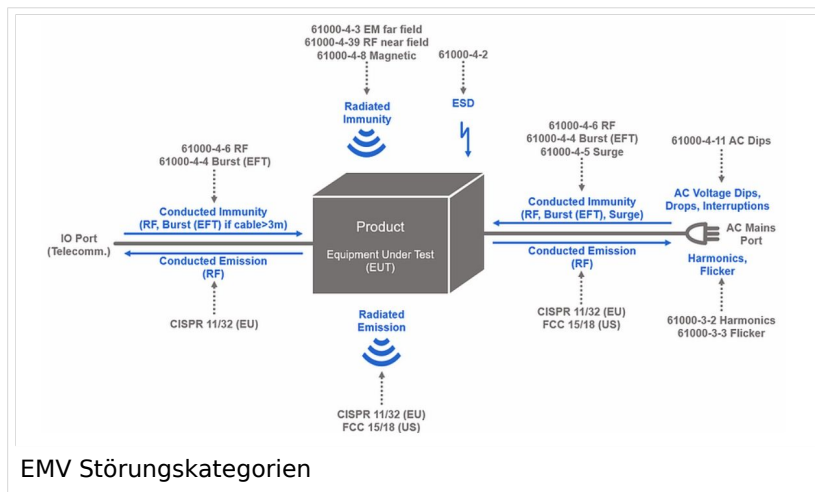 61000-4-3 EM far field
61000-4-39 RF near field
61000-4-8 Magnetic
61000-4-2
Radiated
Immunity
ESD
61000-4-6 RF
61000-4-4 Burst (EFT)
61000-4-6 RF
61000-4-4 Burst (EFT)
61000-4-5 Surge
61000-4-11 AC Dips
Conducted Immunity
(RF, Burst (EFT) if cable>3m)
IO Port
(Telecomm.)
Conducted Emission
(RF)
Product
Equipment Under Test
(EUT)
Conducted Immunity
(RF, Burst (EFT), Surge)
Conducted Emission
(RF)
AC Voltage Dips,
Drops, Interruptions
AC Mains
Port
Harmonics,
Flicker
CISPR 11/32 (EU)
Radiated
Emission
CISPR 11/32 (EU)
FCC 15/18 (US)
61000-3-2 Harmonics
61000-3-3 Flicker
CISPR 11/32 (EU)
FCC 15/18 (US)
EMV Störungskategorien